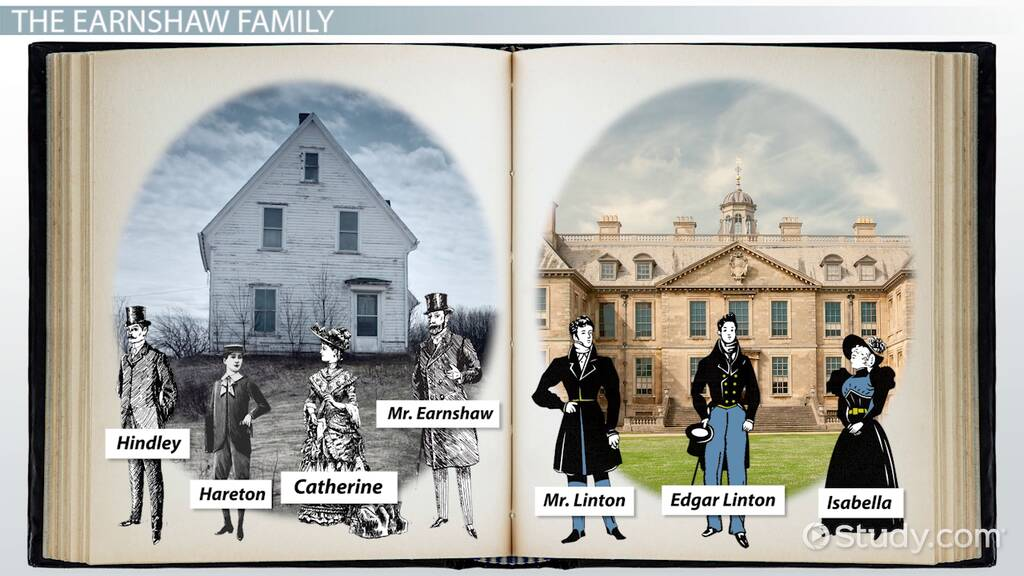 THE EARNSHAW FAMILY
Hindley
Hareton
Catherine
Mr. Earnshaw
Mr. Linton
Edgar Linton
Isabella
Study.com